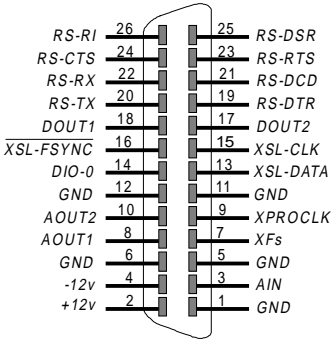 RS-RI 26 25 RS-DSR
RS-CTS 24 23 RS-RTS
RS-RX 22 21 RS-DCD
RS-TX 20 19 RS-DTR
DOUT1 18 17 DOUT2
XSL-FSYNC 16 15 XSL-CLK
DIO-0 14 13 XSL-DATA
GND 12 11 GND
AOUT2 10 9 XPROCLK
AOUT1 8 7 XFs
GND 6 5 GND
-12v 4 3 AIN
+12v 2 1 GND